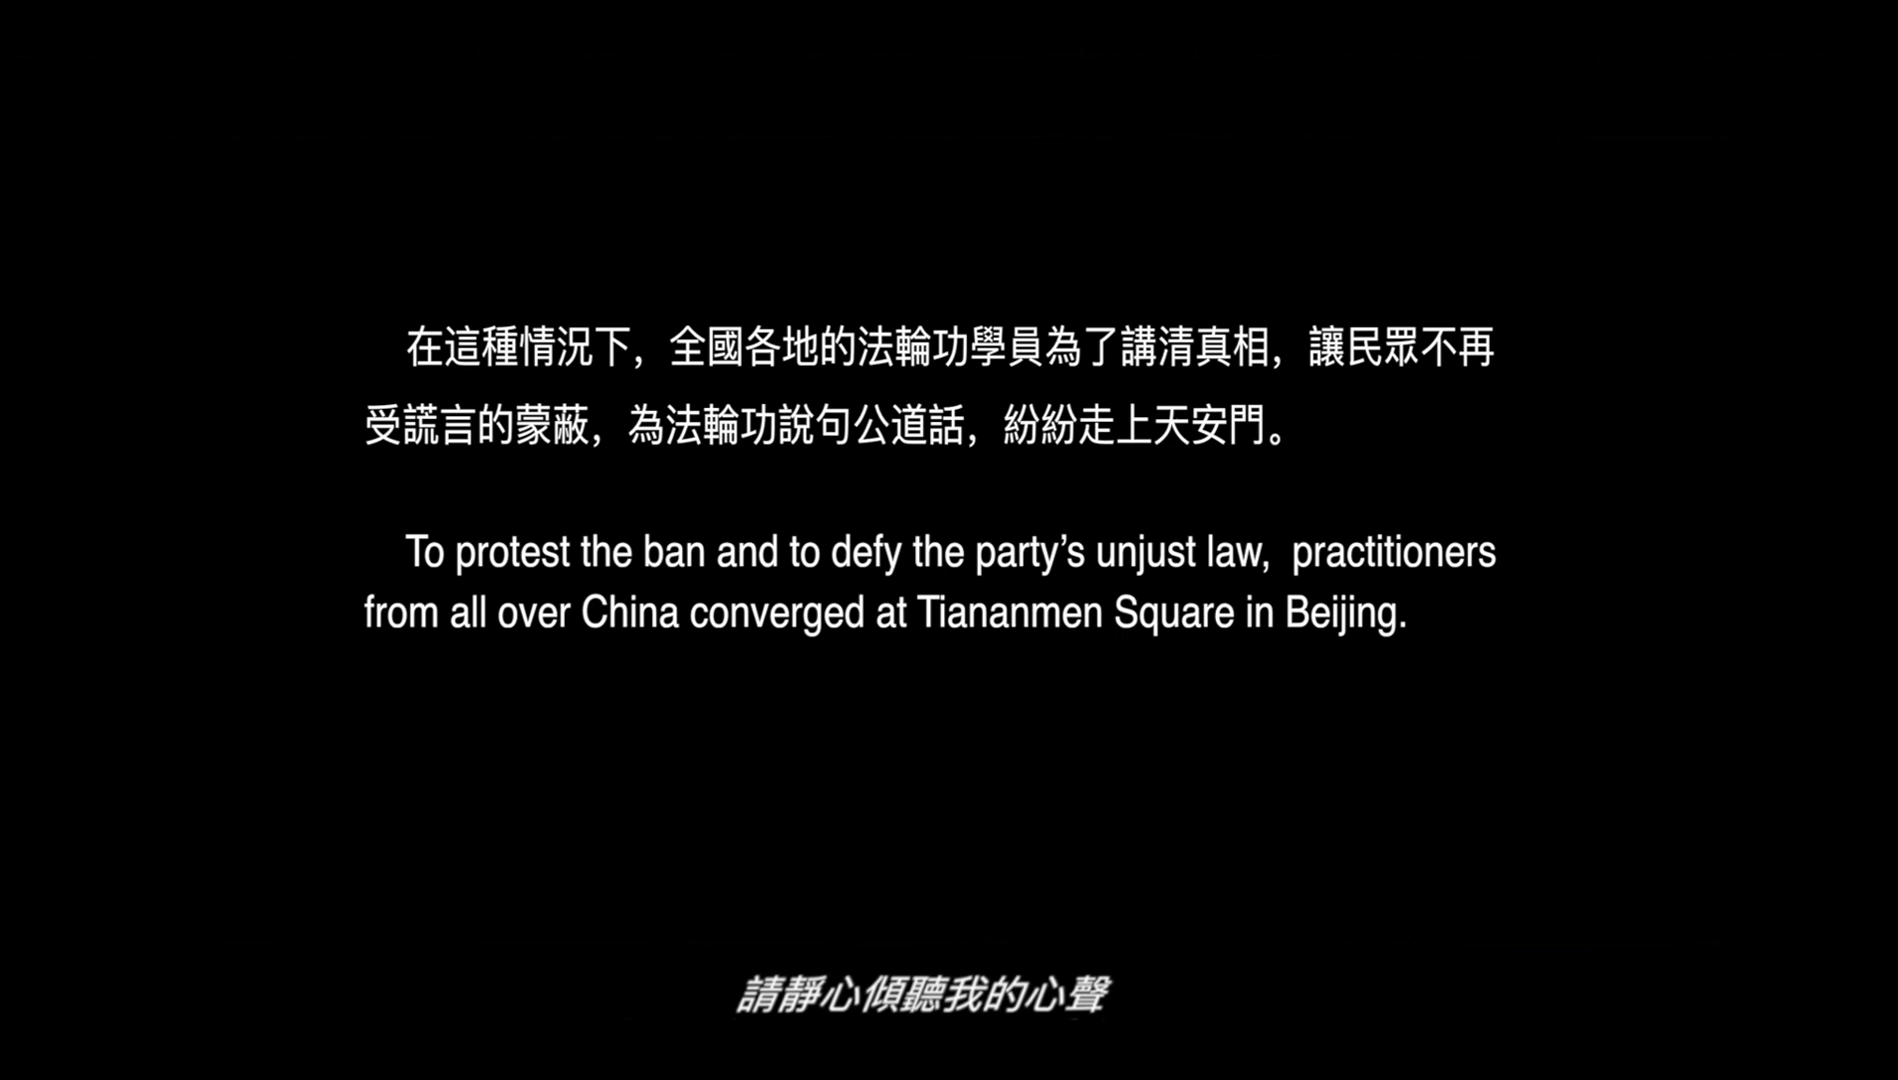 在這種情況下，全國各地的法輪功學員為了講清真相，讓民眾不再
受謊言的蒙蔽，為法輪功說句公道話，紛紛走上天安門。
To protest the ban and to defy the party’s unjust law,  practitioners
from all over China converged at Tiananmen Square in Beijing.
請靜心傾聽我的心聲